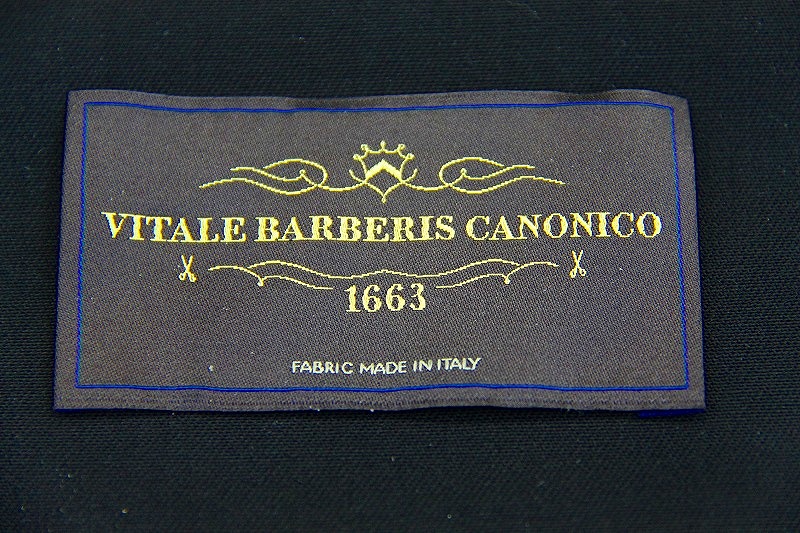 VITALE BARBERIS CANONICO
1663
FABRIC MADE IN ITALY